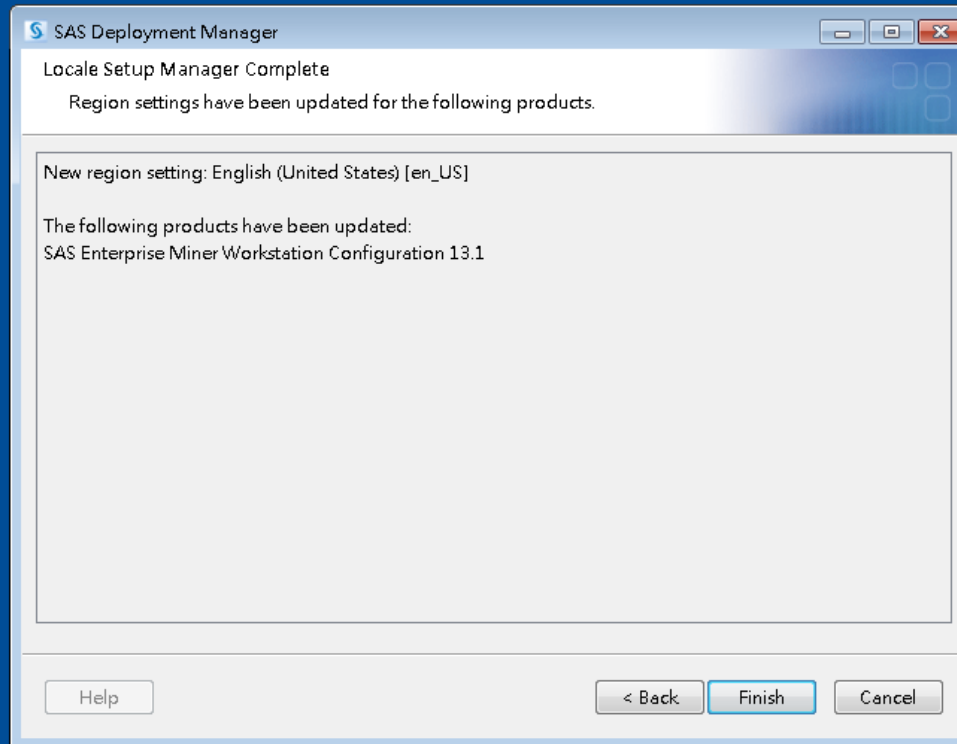 SAS Deployment Manager
Locale Setup Manager Complete
Region settings have been updated for the following products.
New region setting: English (United States) [en_US]
The following products have been updated:
SAS Enterprise Miner Workstation Configuration 13.1
Help
< Back
Finish
Cancel